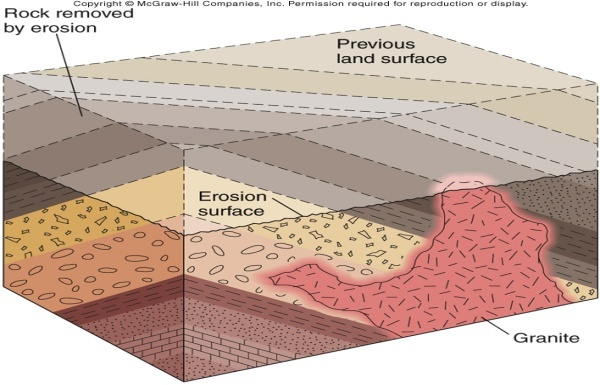 Copyright © McGraw-Hill Companies, Inc. Permission required for reproduction or display.
Rock removed
by erosion
Previous
land surface
Erosion
surface
Granite